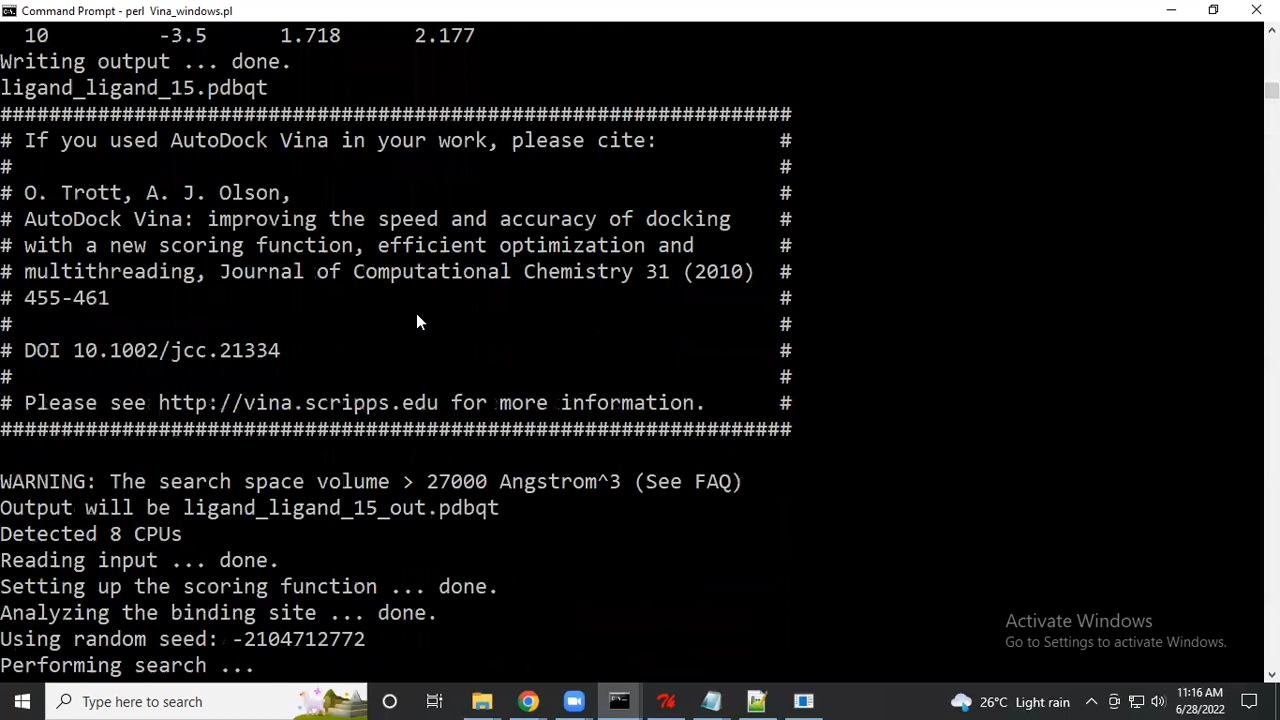 Command Prompt - perl  Vina_windows.pl
10 -3.5 1.718 2.177
Writing output ... done.
ligand_ligand_15.pdbqt
#################################################################
# If you used AutoDock Vina in your work, please cite: #
# #
# O. Trott, A. J. Olson, #
# AutoDock Vina: improving the speed and accuracy of docking #
# with a new scoring function, efficient optimization and #
# multithreading, Journal of Computational Chemistry 31 (2010) #
# 455-461 #
# #
# DOI 10.1002/jcc.21334 #
# #
# Please see http://vina.scripps.edu for more information. #
#################################################################
WARNING: The search space volume > 27000 Angstrom^3 (See FAQ)
Output will be ligand_ligand_15_out.pdbqt
Detected 8 CPUs
Reading input ... done.
Setting up the scoring function ... done.
Analyzing the binding site ... done.
Using random seed: -2104712772
Performing search ...
Activate Windows
Go to Settings to activate Windows.
Type here to search
26°C Light rain
11:16 AM
6/28/2022